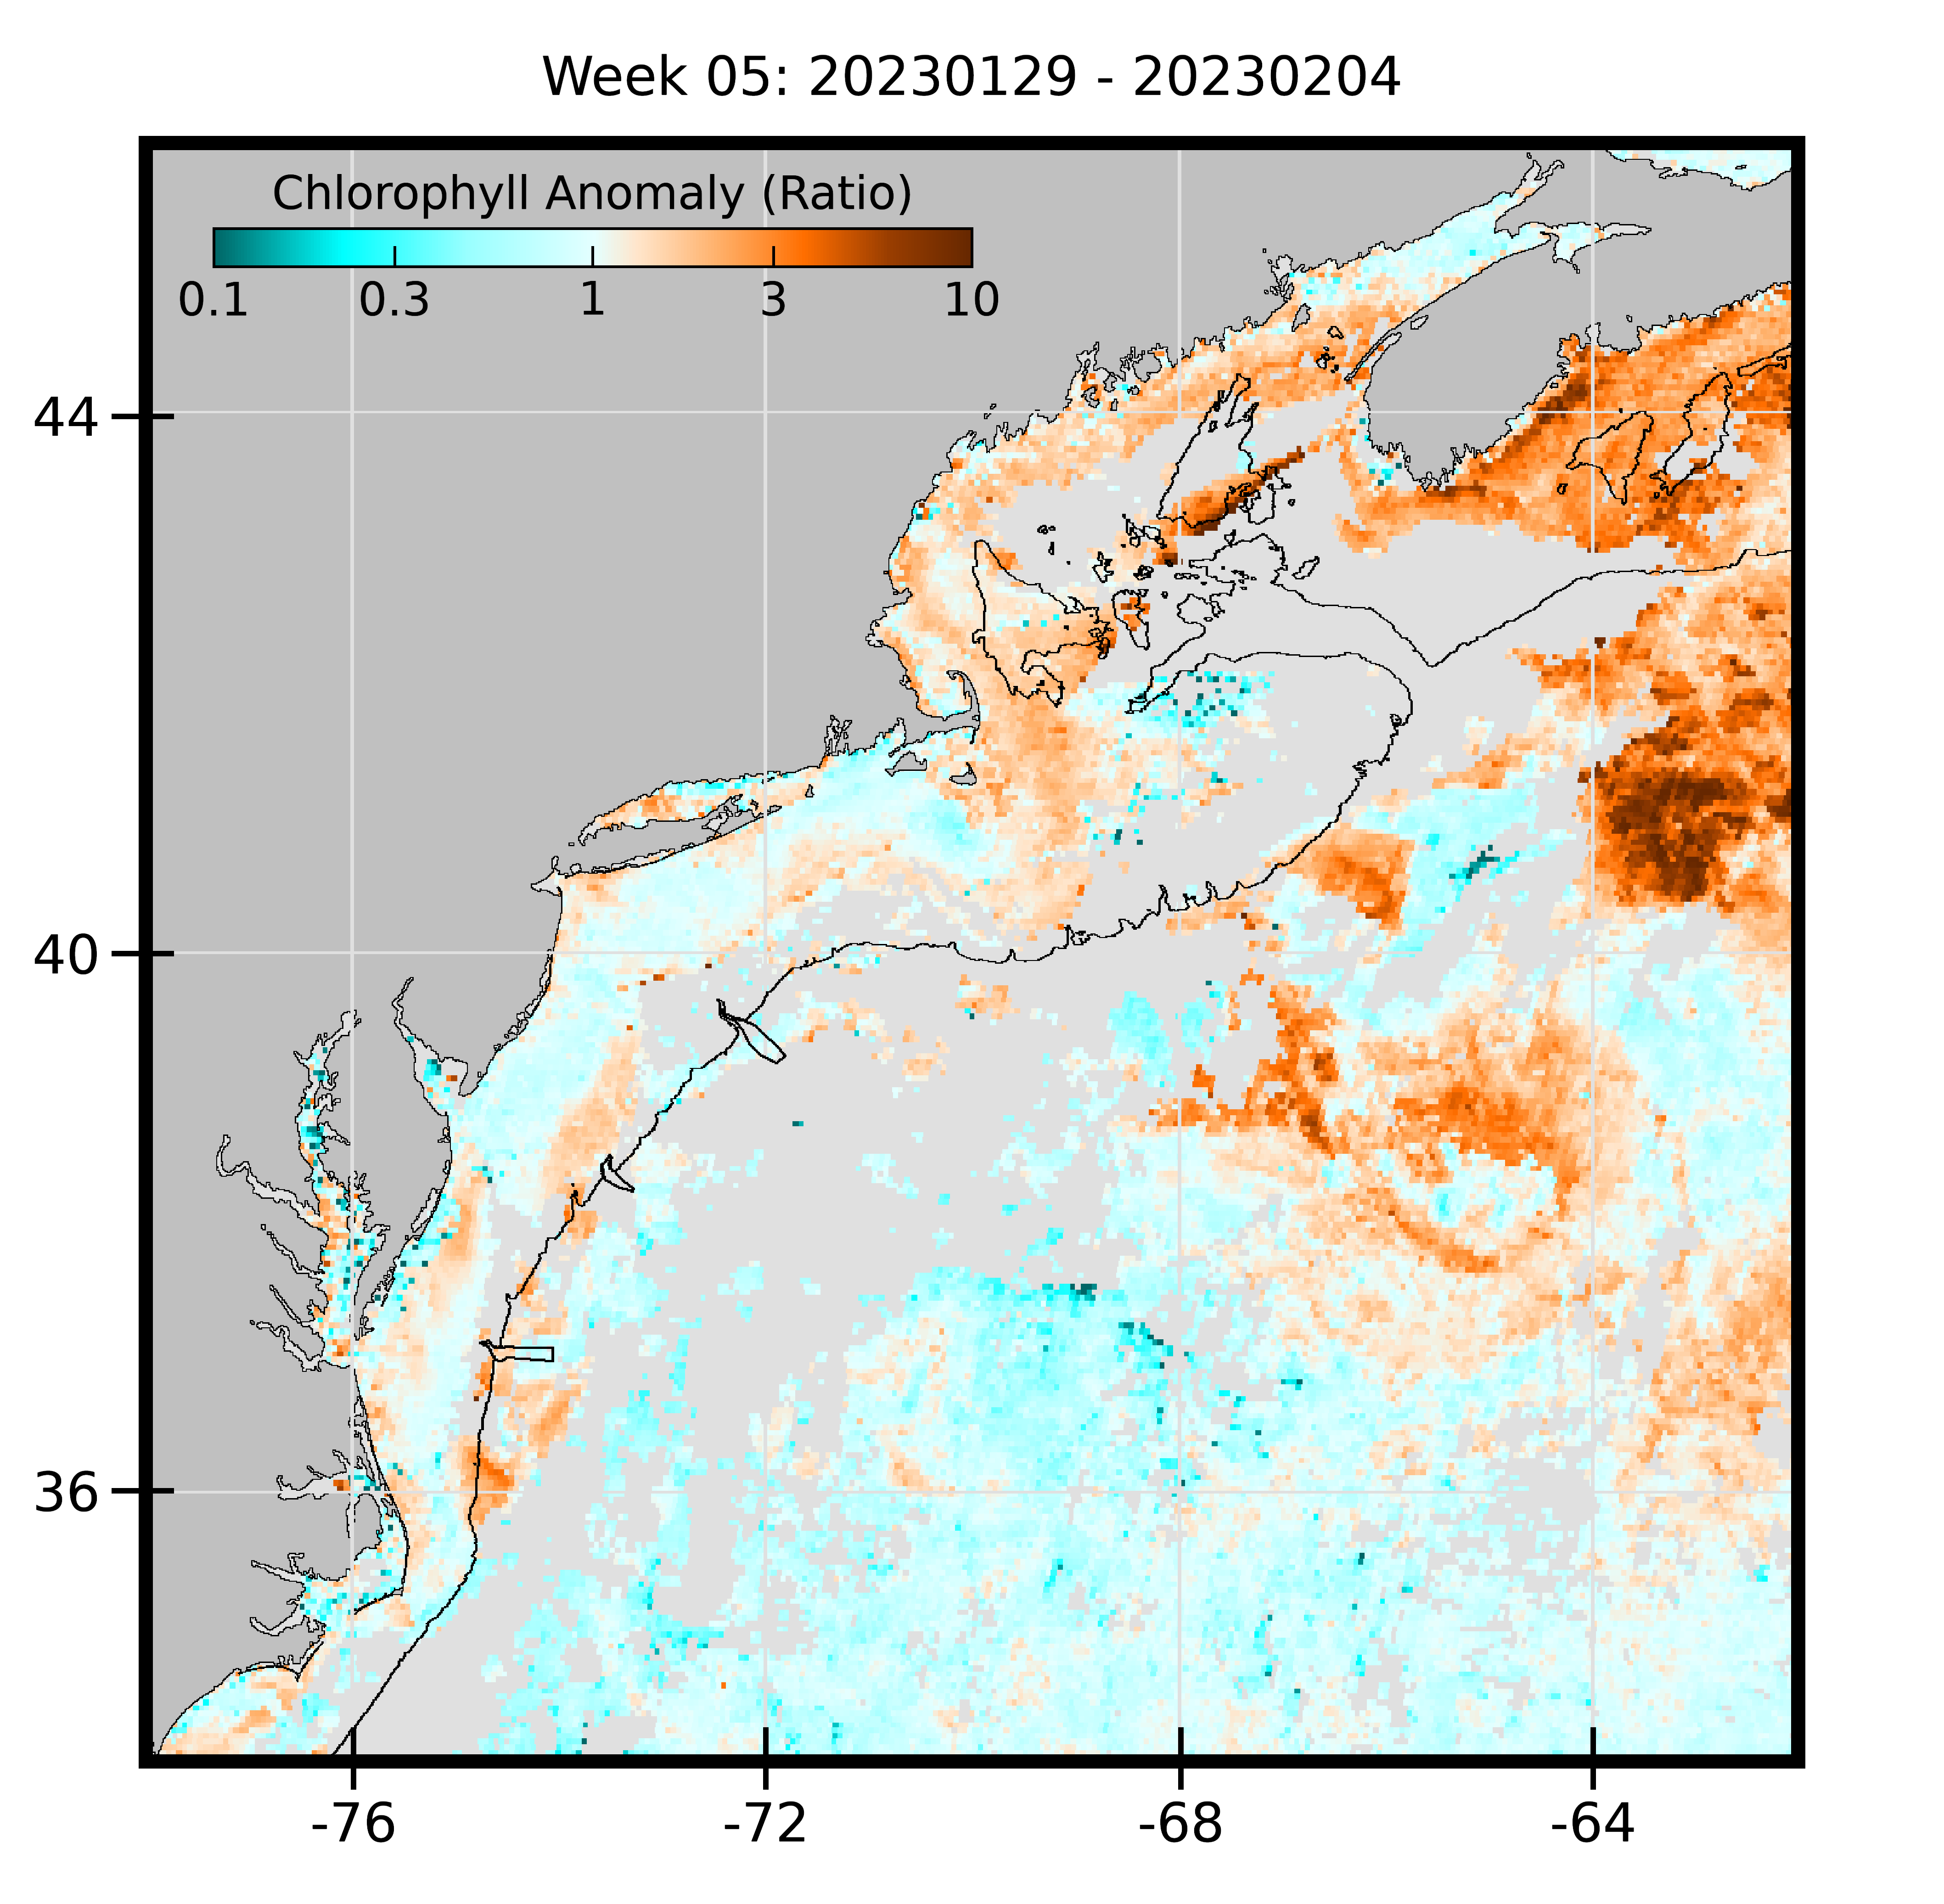 Week 05: 20230129 - 20230204
Chlorophyll Anomaly (Ratio)
0.1 0.3 1 3 10
44
40
36
-76 -72 -68 -64